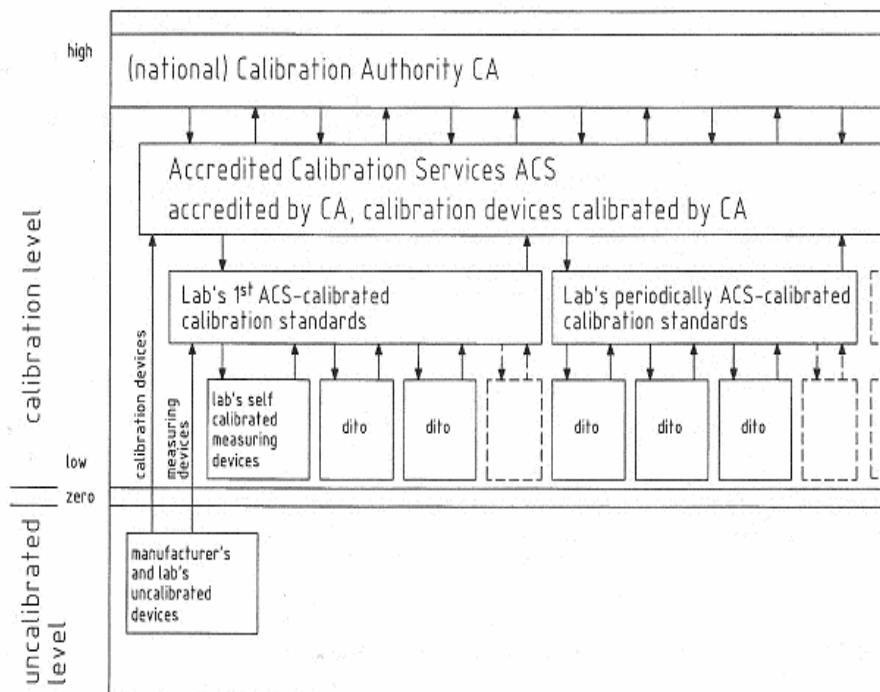 high
(national) Calibration Authority CA
Accredited Calibration Services ACS
accredited by CA, calibration devices calibrated by CA
calibration level
Lab's 1st ACS-calibrated
calibration standards
Lab's periodically ACS-calibrated
calibration standards
calibration devices
measuring
devices
lab's self
calibrated
measuring
devices
dito
dito
dito
dito
dito
low
zero
uncalibrated
level
manufacturer's
and lab's
uncalibrated
devices